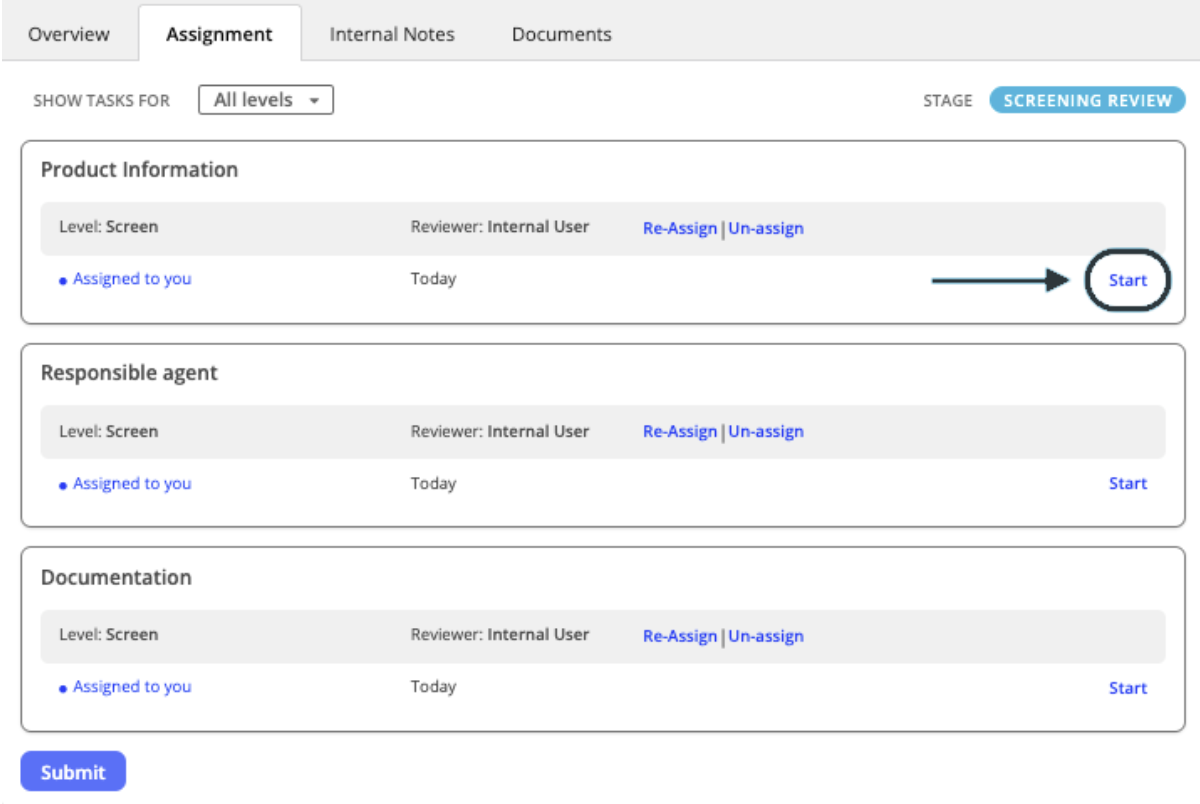 Overview Assignment Internal Notes Documents
SHOW TASKS FOR All levels STAGE SCREENING REVIEW
Product Information
Level: Screen Reviewer: Internal User Re-Assign | Un-assign
• Assigned to you Today Start
Responsible agent
Level: Screen Reviewer: Internal User Re-Assign | Un-assign
• Assigned to you Today Start
Documentation
Level: Screen Reviewer: Internal User Re-Assign | Un-assign
• Assigned to you Today Start
Submit